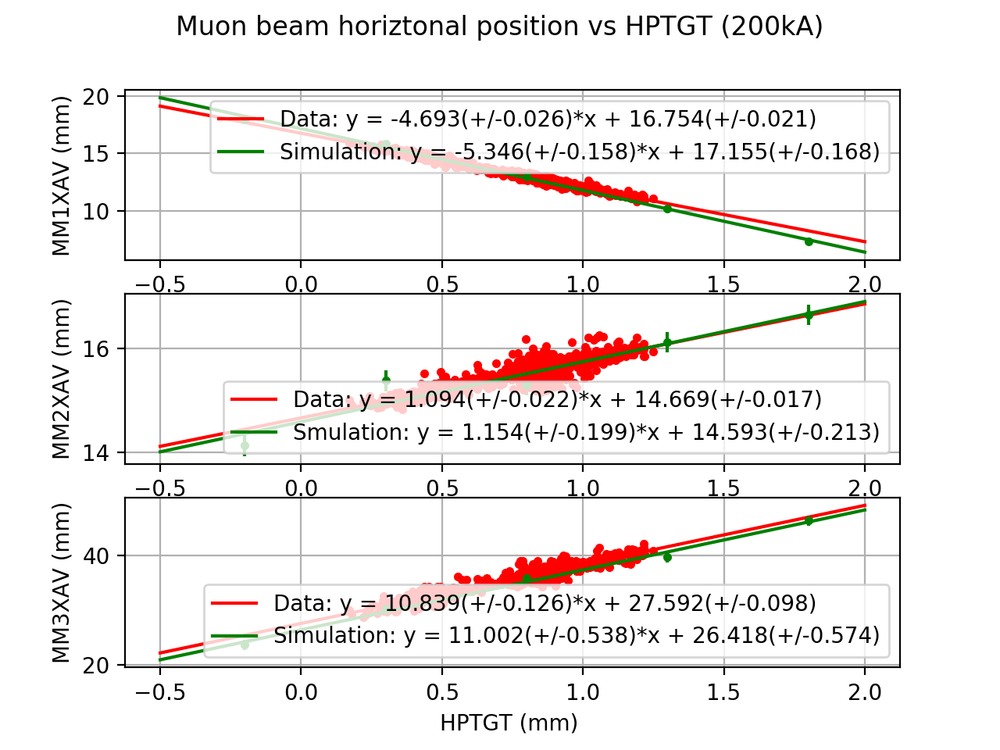 Muon beam horiztonal position vs HPTGT (200kA)
MM1XAV (mm)
20
15
10
Data: y = -4.693(+/-0.026)*x + 16.754(+/-0.021)
Simulation: y = -5.346(+/-0.158)*x + 17.155(+/-0.168)
−0.5 0.0 0.5 1.0 1.5 2.0
MM2XAV (mm)
16
14
Data: y = 1.094(+/-0.022)*x + 14.669(+/-0.017)
Smulation: y = 1.154(+/-0.199)*x + 14.593(+/-0.213)
−0.5 0.0 0.5 1.0 1.5 2.0
MM3XAV (mm)
40
20
Data: y = 10.839(+/-0.126)*x + 27.592(+/-0.098)
Simulation: y = 11.002(+/-0.538)*x + 26.418(+/-0.574)
−0.5 0.0 0.5 1.0 1.5 2.0
HPTGT (mm)